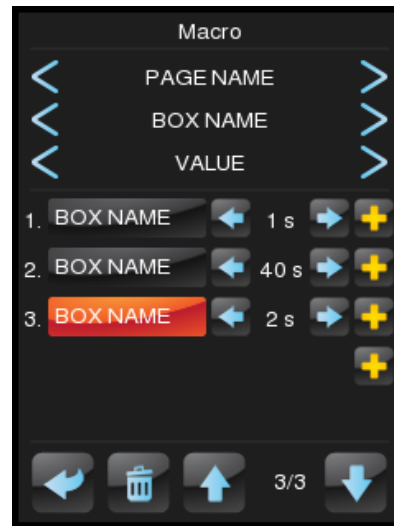 Macro
PAGE NAME
BOX NAME
VALUE
1. BOX NAME 1 s
2. BOX NAME 40 s
3. BOX NAME 2 s
3/3